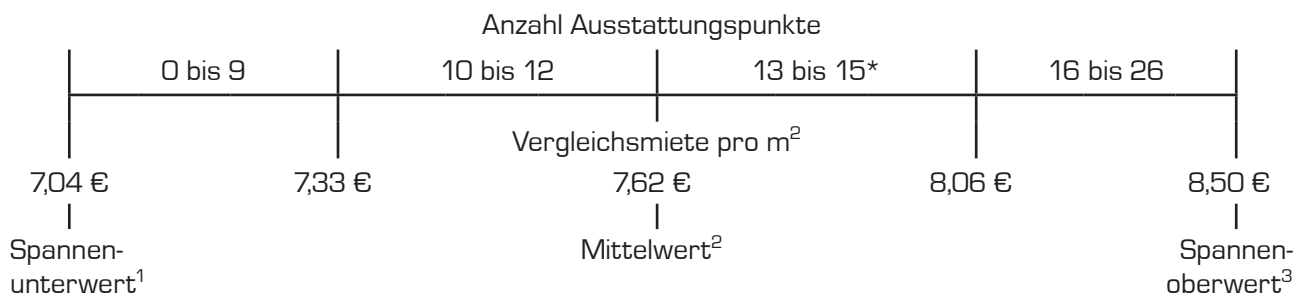 Anzahl Ausstattungspunkte
0 bis 9 10 bis 12 13 bis 15* 16 bis 26
Vergleichsmiete pro m²
7,04 € 7,33 € 7,62 € 8,06 € 8,50 €
Spannen- Mittelwert² Spannen-
unterwert¹ oberwert³